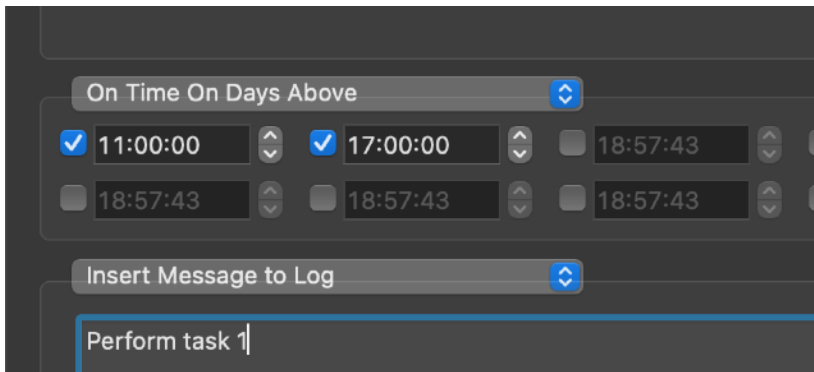 On Time On Days Above
11:00:00 17:00:00 18:57:43
18:57:43 18:57:43 18:57:43
Insert Message to Log
Perform task 1